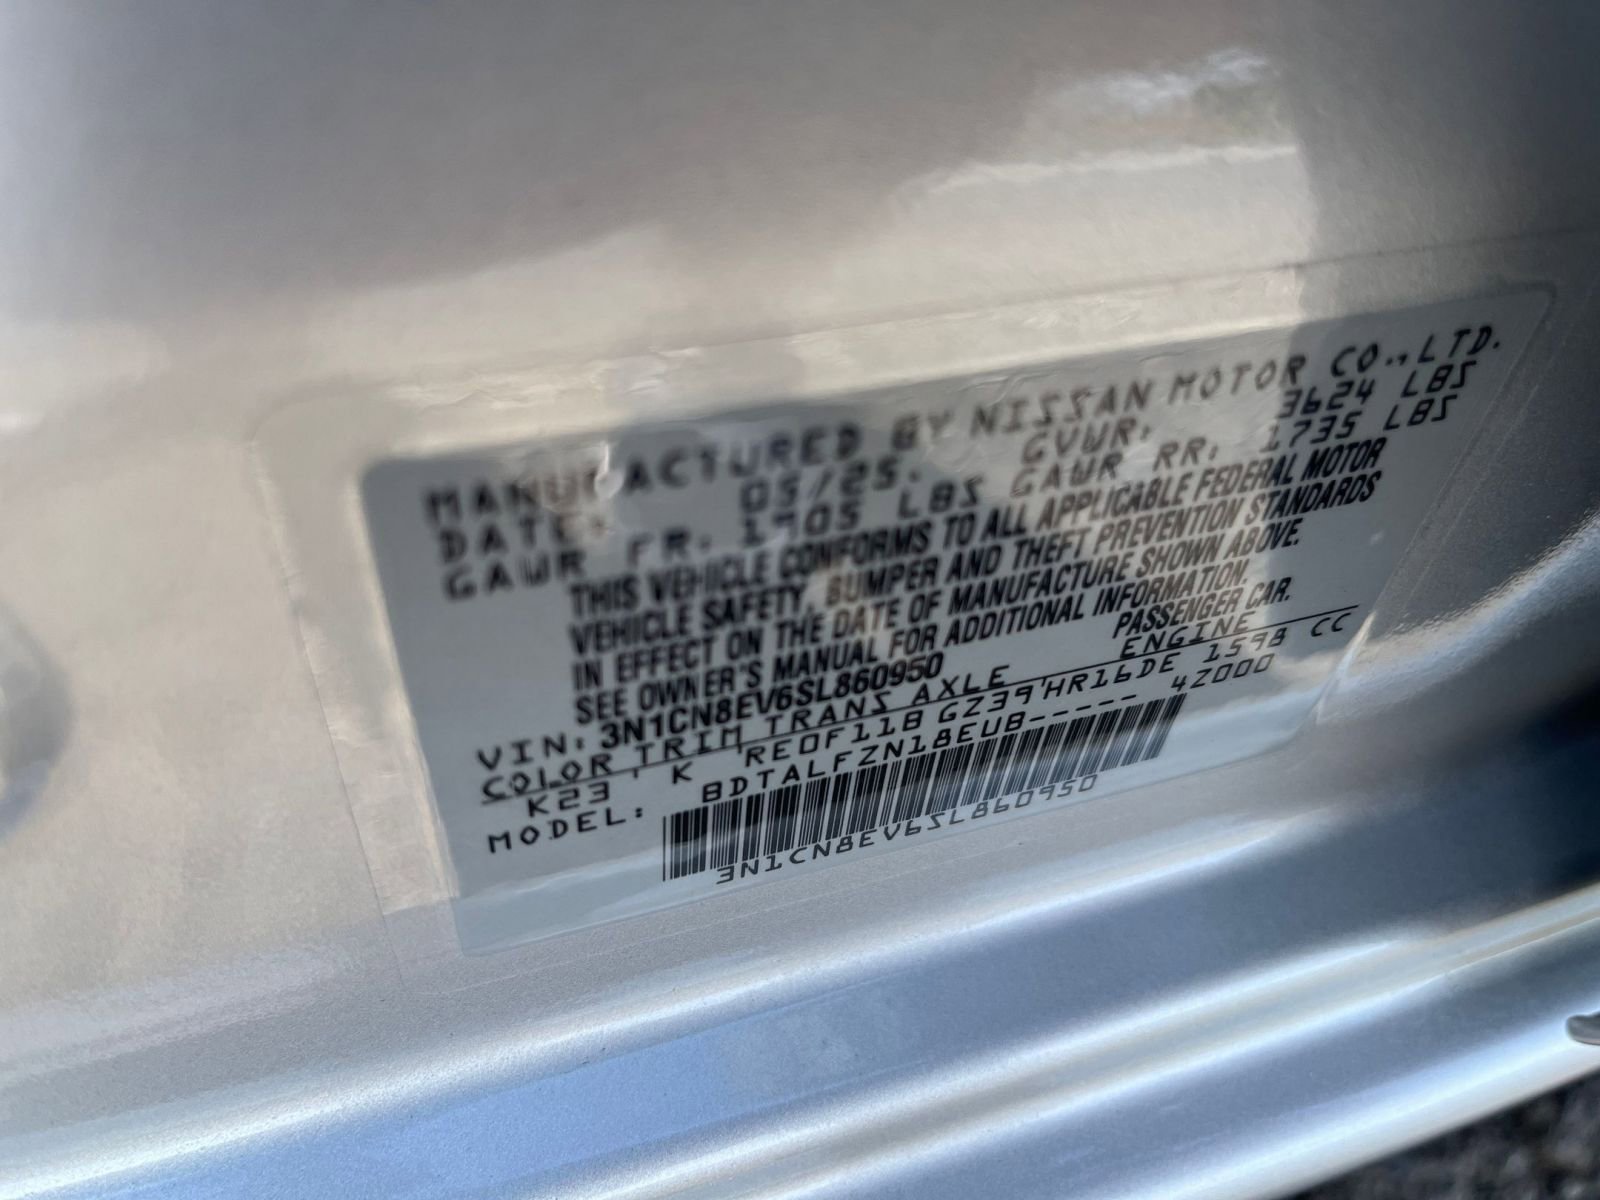 MANUFACTURED BY NISSAN MOTOR CO.,LTD.
DATE: 05/25. GVWR: 3624 LBS
GAWR FR. 1905 LBS GAWR RR. 1735 LBS
THIS VEHICLE CONFORMS TO ALL APPLICABLE FEDERAL MOTOR
VEHICLE SAFETY, BUMPER AND THEFT PREVENTION STANDARDS
IN EFFECT ON THE DATE OF MANUFACTURE SHOWN ABOVE.
SEE OWNER'S MANUAL FOR ADDITIONAL INFORMATION.
VIN: 3N1CN8EV6SL860950 PASSENGER CAR.
COLOR TRIM TRANS AXLE ENGINE
K23 K RE0F11B GZ39 HR16DE 1598 CC
MODEL: BDTALFZN18EUB----- 4Z000
3N1CN8EV6SL860950